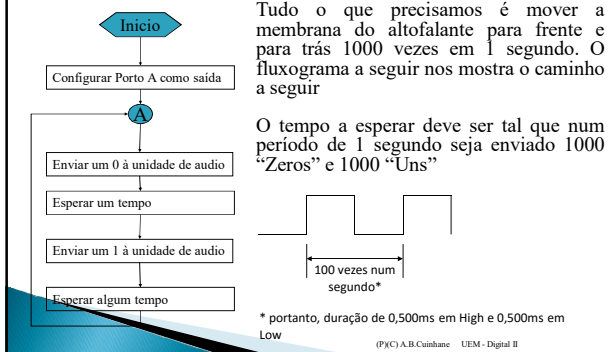 Inicio
Configurar Porto A como saída
A
Enviar um 0 à unidade de audio
Esperar um tempo
Enviar um 1 à unidade de audio
Esperar algum tempo
Tudo o que precisamos é mover a
membrana do altofalante para frente e
para trás 1000 vezes em 1 segundo. O
fluxograma a seguir nos mostra o caminho
a seguir
O tempo a esperar deve ser tal que num
período de 1 segundo seja enviado 1000
“Zeros” e 1000 “Uns”
100 vezes num
segundo*
* portanto, duração de 0,500ms em High e 0,500ms em
Low
(P)(C) A.B.Cuinhane UEM - Digital II